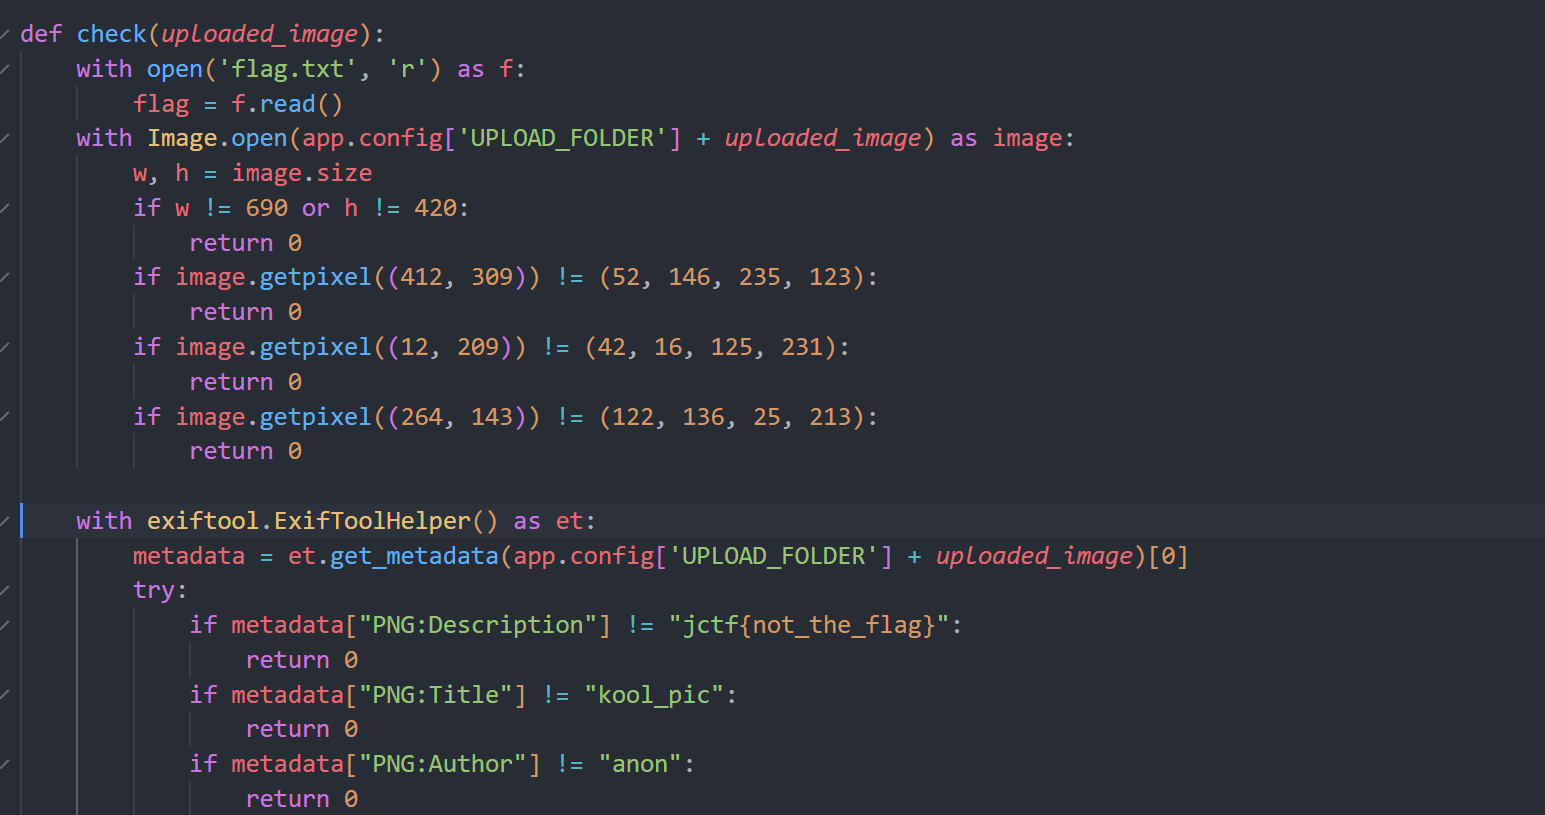 def check(uploaded_image):
    with open('flag.txt', 'r') as f:
        flag = f.read()
    with Image.open(app.config['UPLOAD_FOLDER'] + uploaded_image) as image:
        w, h = image.size
        if w != 690 or h != 420:
            return 0
        if image.getpixel((412, 309)) != (52, 146, 235, 123):
            return 0
        if image.getpixel((12, 209)) != (42, 16, 125, 231):
            return 0
        if image.getpixel((264, 143)) != (122, 136, 25, 213):
            return 0

    with exiftool.ExifToolHelper() as et:
        metadata = et.get_metadata(app.config['UPLOAD_FOLDER'] + uploaded_image)[0]
        try:
            if metadata["PNG:Description"] != "jctf{not_the_flag}":
                return 0
            if metadata["PNG:Title"] != "kool_pic":
                return 0
            if metadata["PNG:Author"] != "anon":
                return 0